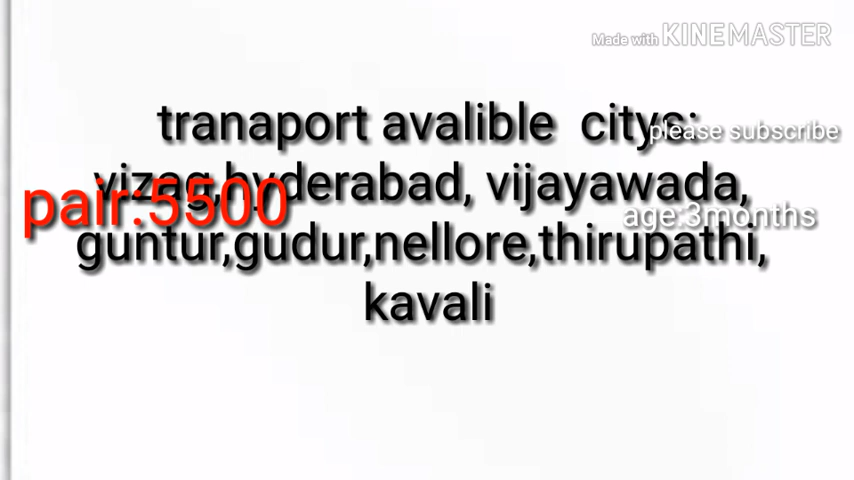 Made with KINEMASTER
tranaport avalible citys:
please subscribe
vizag,hyderabad, vijayawada,
pair:5500
age:3months
guntur,gudur,nellore,thirupathi,
kavali